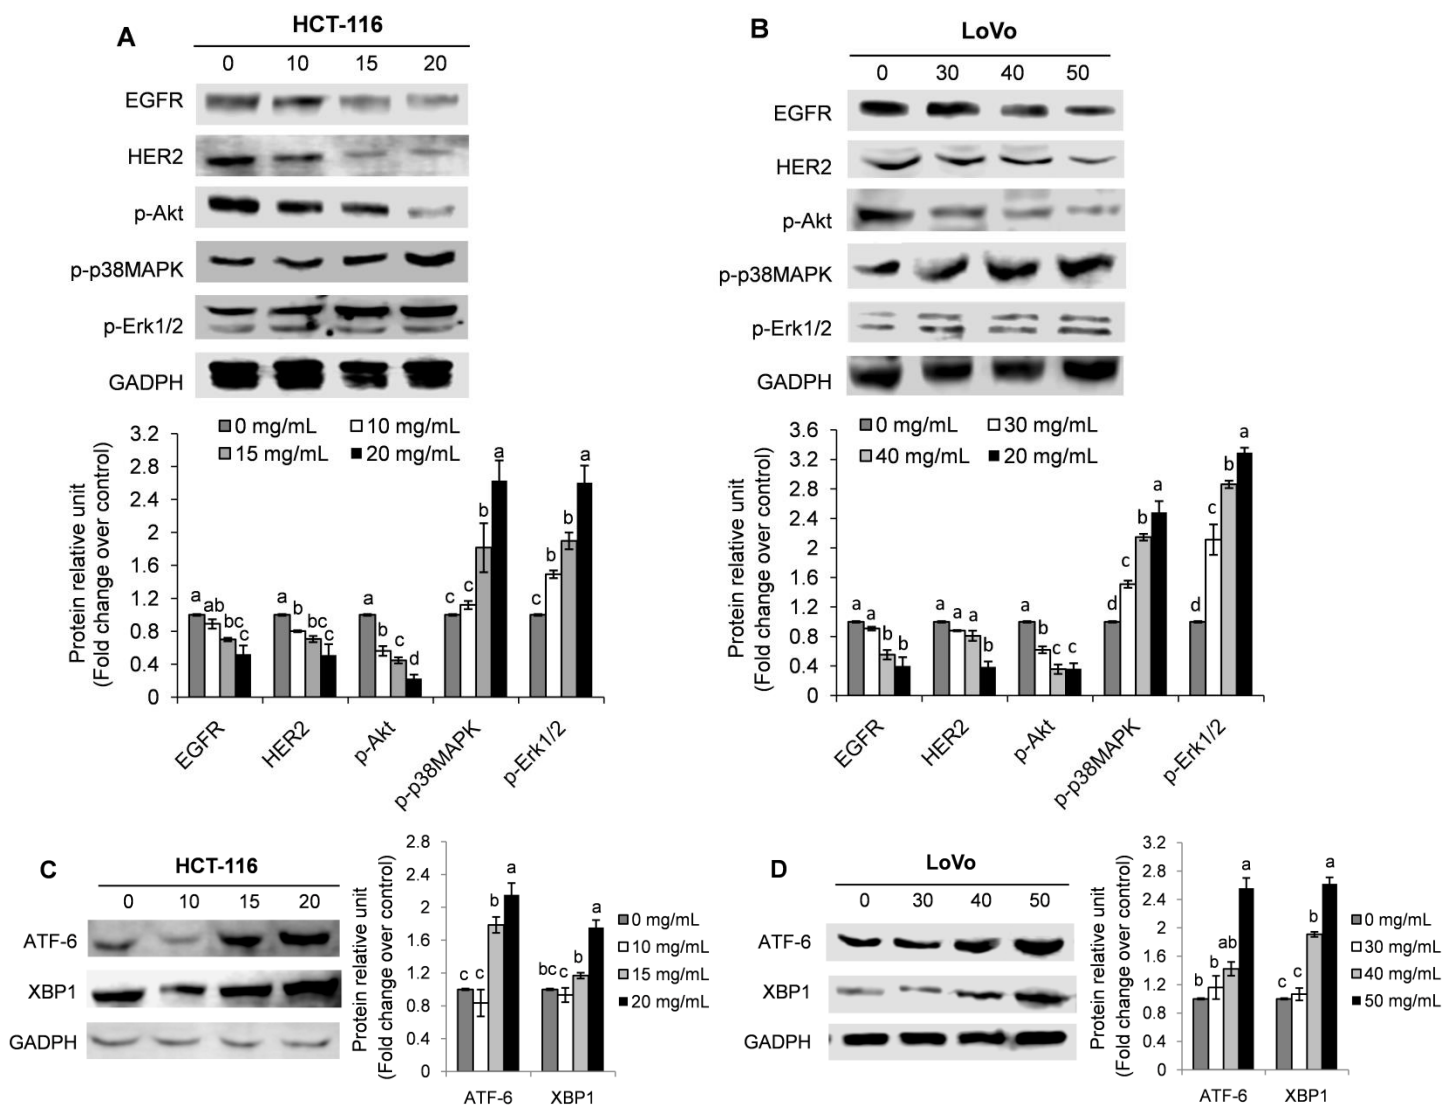 A
HCT-116
0 10 15 20
EGFR
HER2
p-Akt
p-p38MAPK
p-Erk1/2
GADPH
0 mg/mL 10 mg/mL
15 mg/mL 20 mg/mL
Protein relative unit
(Fold change over control)
3.2
2.8
2.4
2
1.6
1.2
0.8
0.4
0
a ab bc c
a b bc c
a b c d
c c b a
c b b a
EGFR
HER2
p-Akt
p-p38MAPK
p-Erk1/2
B
LoVo
0 30 40 50
EGFR
HER2
p-Akt
p-p38MAPK
p-Erk1/2
GADPH
0 mg/mL 30 mg/mL
40 mg/mL 20 mg/mL
Protein relative unit
(Fold change over control)
3.6
3.2
2.8
2.4
2
1.6
1.2
0.8
0.4
0
a a b b
a a a b
a b c c
d c b a
d c b a
EGFR
HER2
p-Akt
p-p38MAPK
p-Erk1/2
C
HCT-116
0 10 15 20
ATF-6
XBP1
GADPH
Protein relative unit
(Fold change over control)
2.8
2.4
2
1.6
1.2
0.8
0.4
0
c c b a
bc c b a
ATF-6 XBP1
0 mg/mL
10 mg/mL
15 mg/mL
20 mg/mL
D
LoVo
0 30 40 50
ATF-6
XBP1
GADPH
Protein relative unit
(Fold change over control)
3.2
2.8
2.4
2
1.6
1.2
0.8
0.4
0
b b ab a
c c b a
ATF-6 XBP1
0 mg/mL
30 mg/mL
40 mg/mL
50 mg/mL